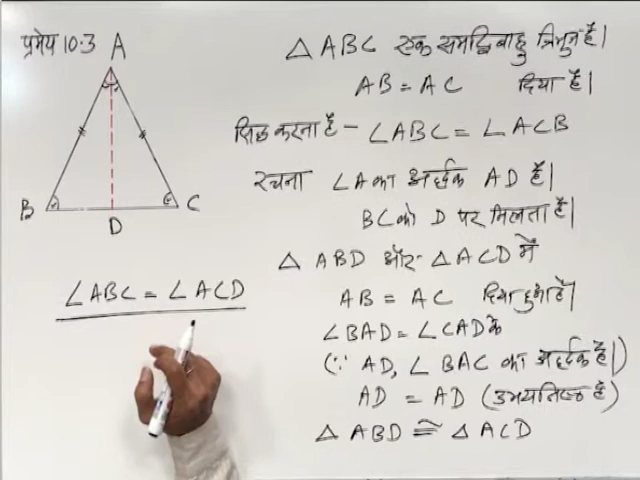 प्रमेय 10.3
A
B
C
D
∠ABC = ∠ACD
△ ABC एक समद्विबाहु त्रिभुज है।
AB = AC दिया है।
सिद्ध करना है - ∠ABC = ∠ACB
रचना ∠A का अर्द्धक AD है।
BC को D पर मिलता है।
△ ABD और △ ACD में
AB = AC दिया हुआ है।
∠BAD = ∠CAD के
(∵ AD, ∠BAC का अर्द्धक है।)
AD = AD (उभयनिष्ठ है)
△ ABD ≅ △ ACD